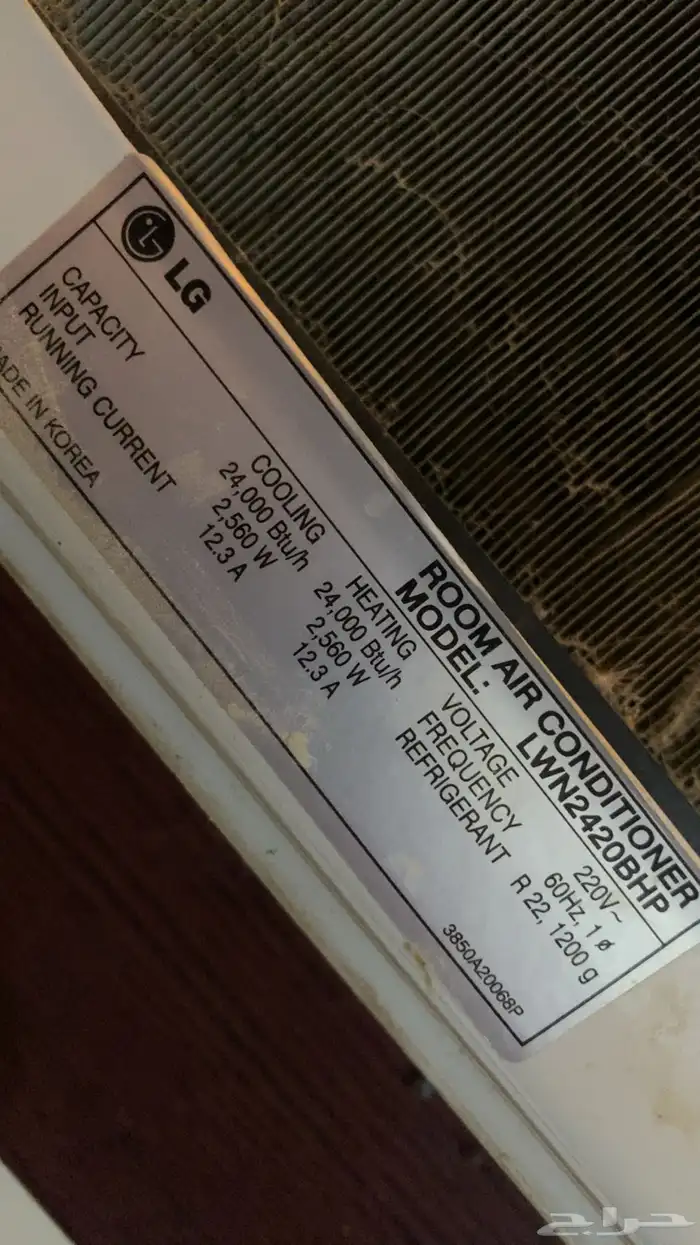 LG
ROOM AIR CONDITIONER
MODEL: LWN2420BHP
COOLING HEATING VOLTAGE 220V~
CAPACITY 24,000 Btu/h 24,000 Btu/h FREQUENCY 60Hz, 1 ø
INPUT 2,560 W 2,560 W REFRIGERANT R 22, 1200 g
RUNNING CURRENT 12.3 A 12.3 A
ADE IN KOREA
3850A20068P
حراج